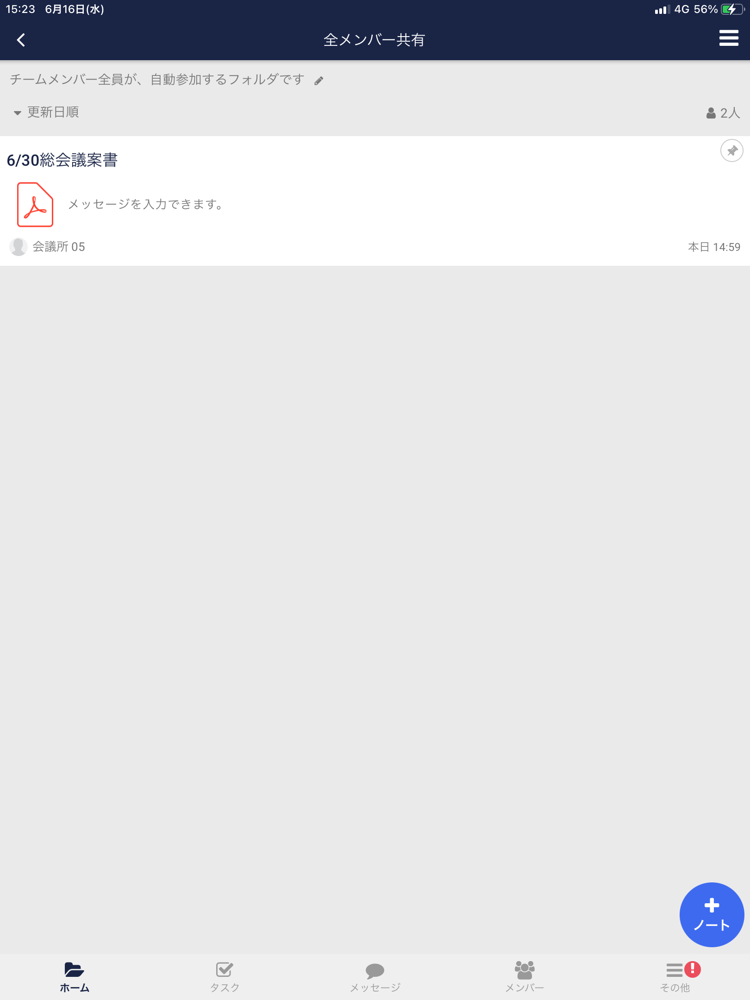 15:23 6月16日(水)
4G 56%
全メンバー共有
チームメンバー全員が、自動参加するフォルダです
更新日順
2人
6/30総会議案書
メッセージを入力できます。
会議所 05
本日 14:59
ノート
ホーム
タスク
メッセージ
メンバー
その他